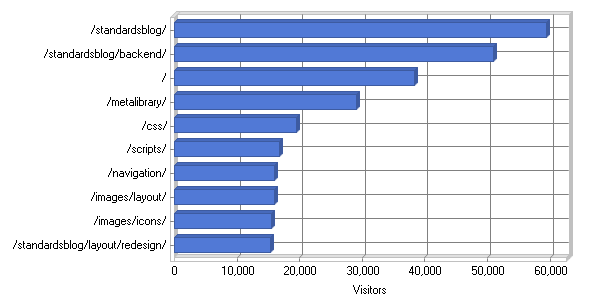 /standardsblog/
/standardsblog/backend/
/
/metalibrary/
/css/
/scripts/
/navigation/
/images/layout/
/images/icons/
/standardsblog/layout/redesign/
0 10,000 20,000 30,000 40,000 50,000 60,000
Visitors